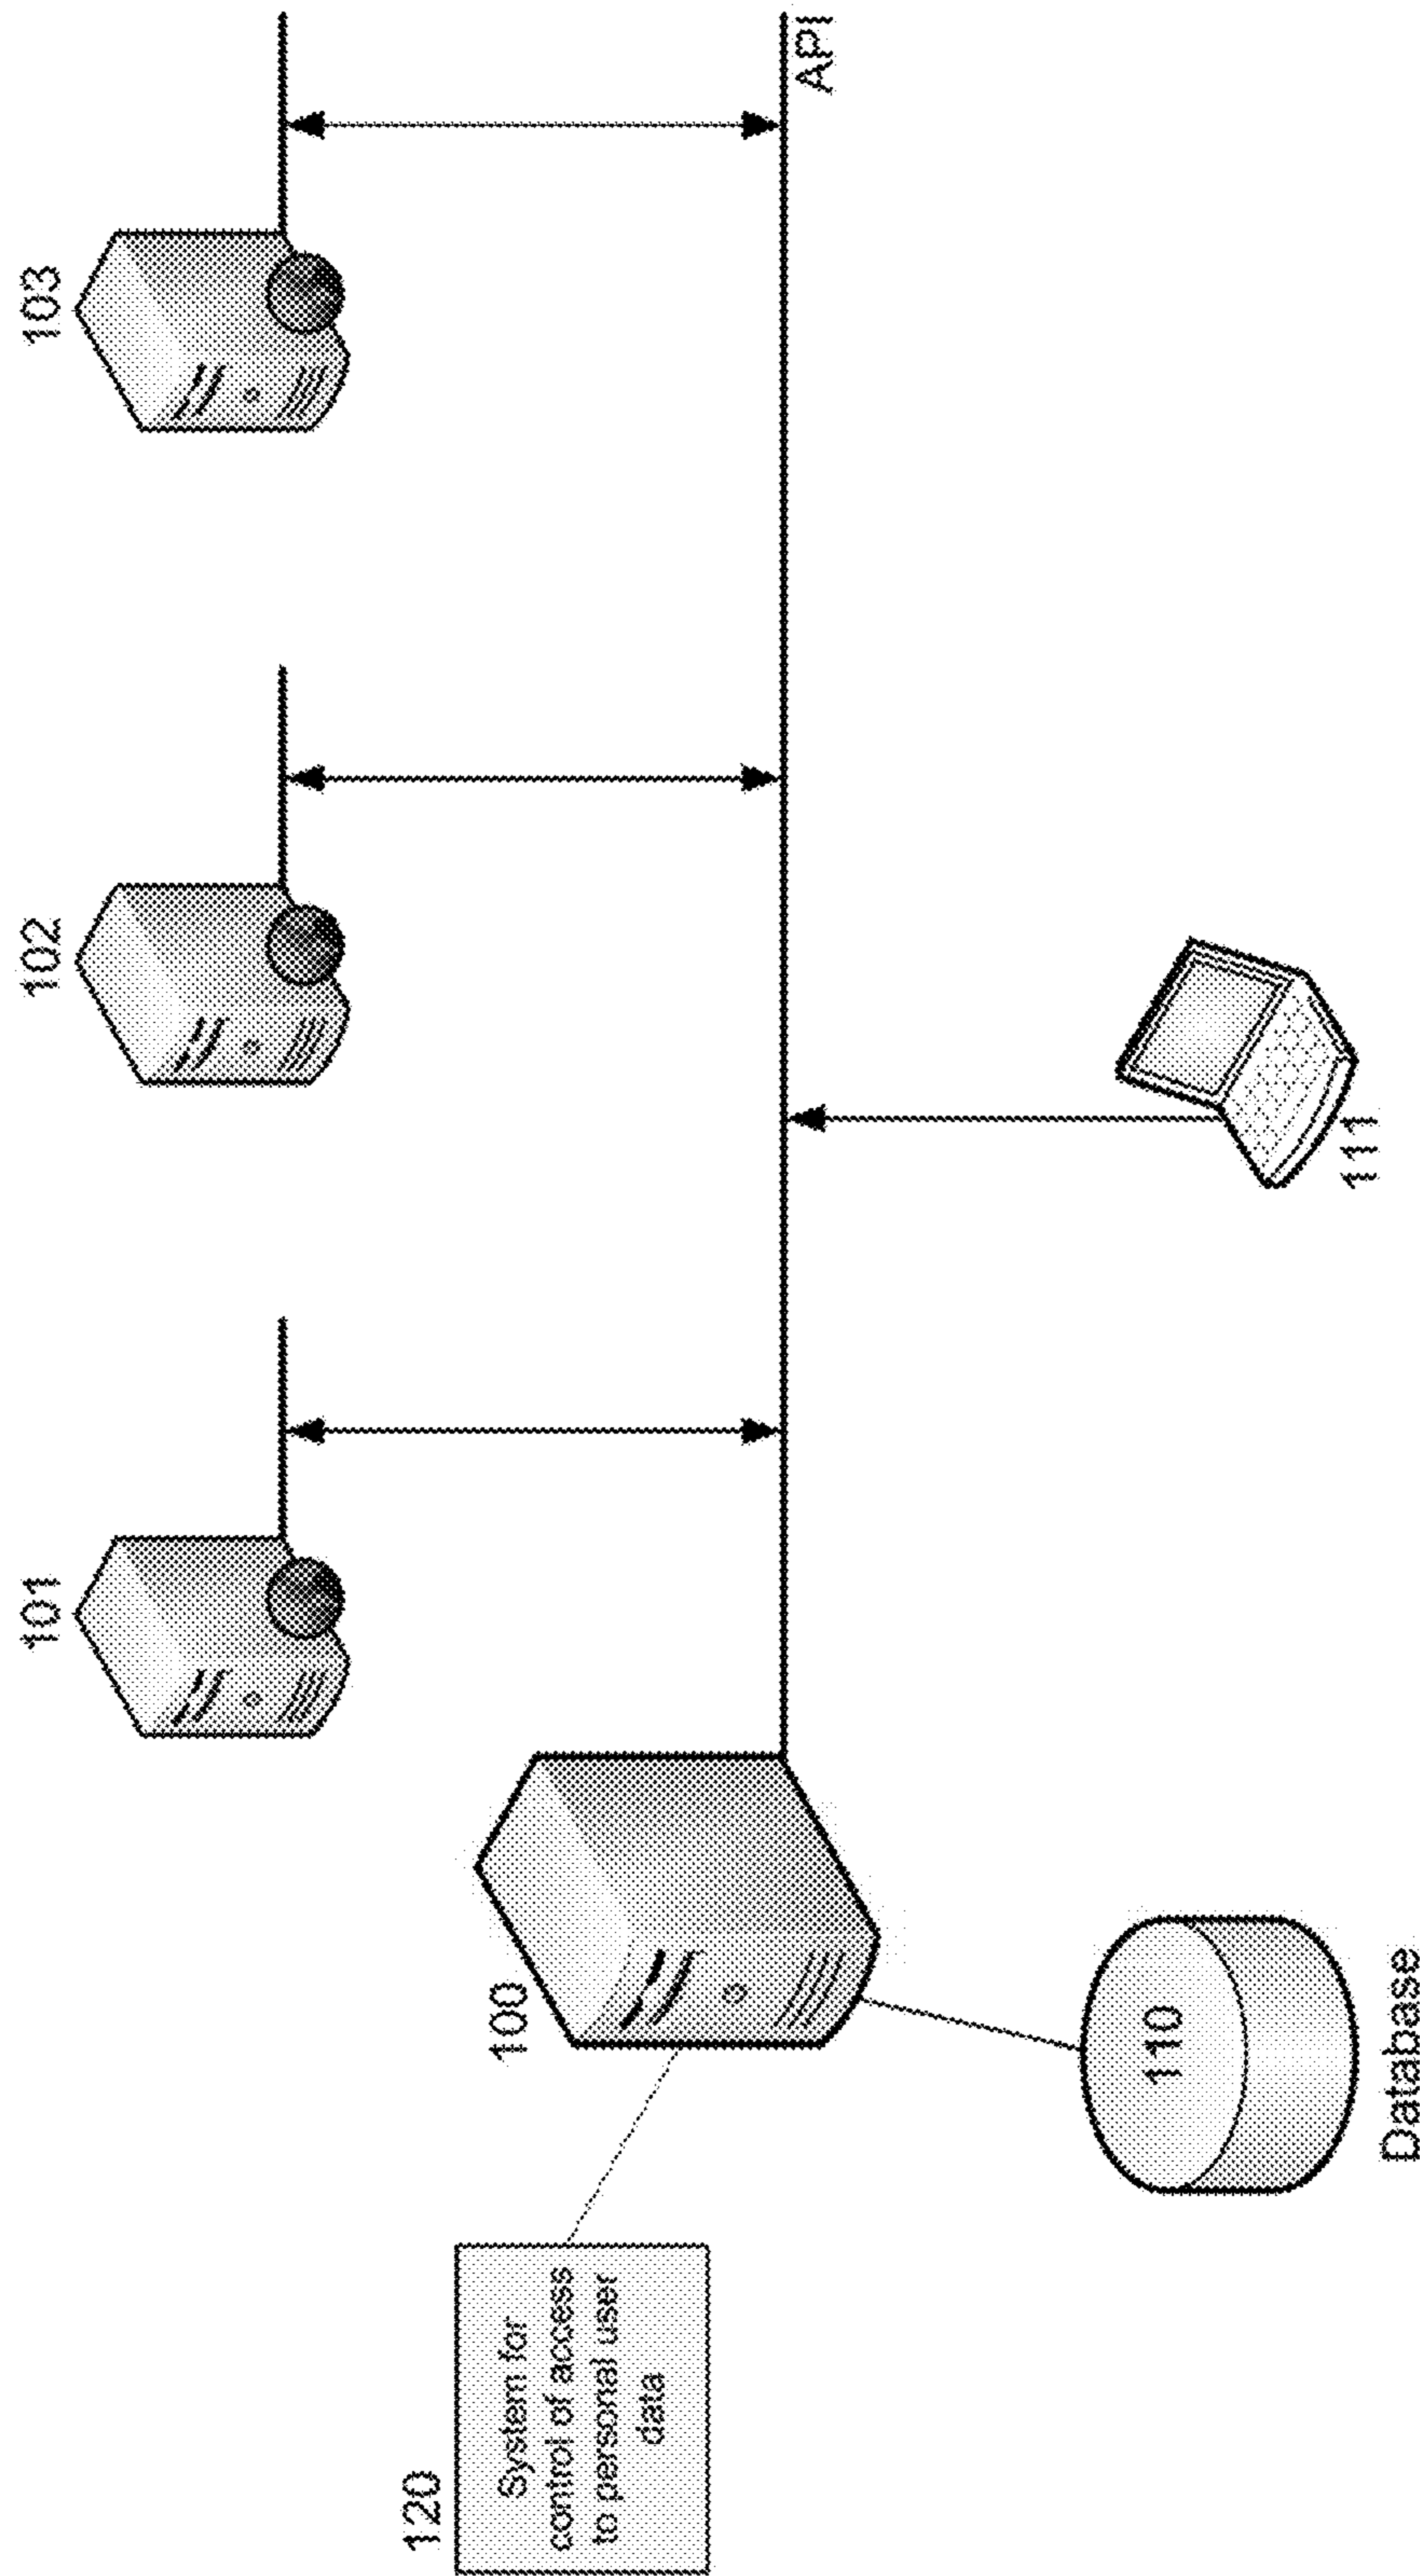 101
102
103
120
System for
control of access
to personal user
data
100
API
110
Database
111